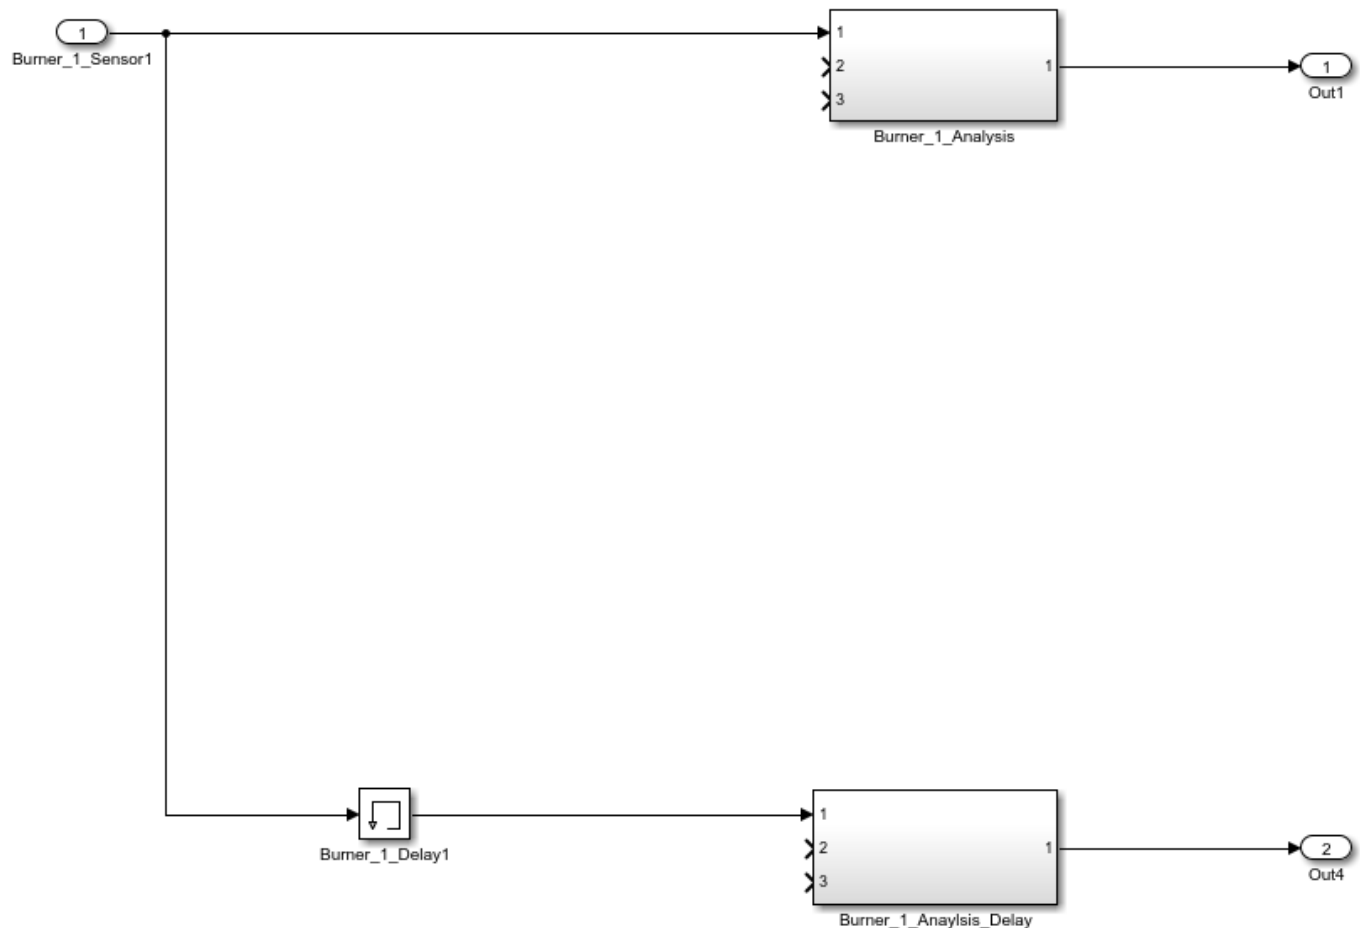 1
Burner_1_Sensor1
1
2
3
1
Burner_1_Analysis
1
Out1
Burner_1_Delay1
1
2
3
1
Burner_1_Anaylsis_Delay
2
Out4